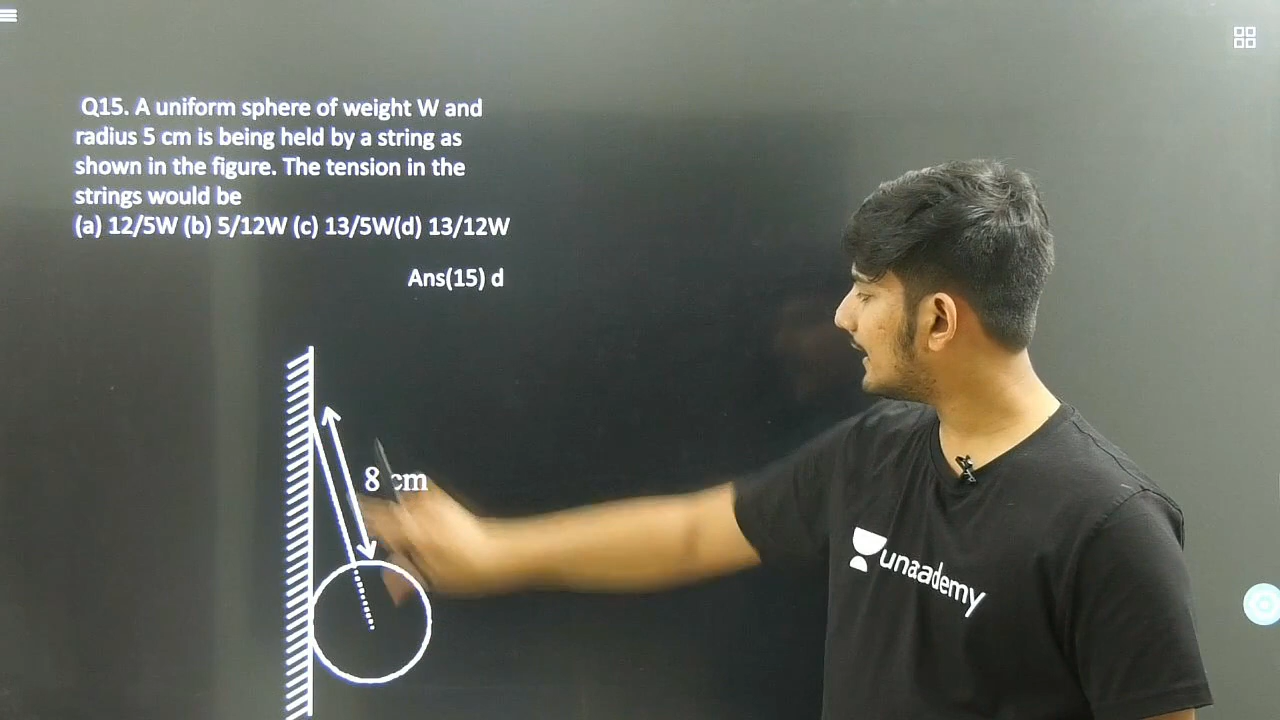 Q15. A uniform sphere of weight W and
radius 5 cm is being held by a string as
shown in the figure. The tension in the
strings would be
(a) 12/5W (b) 5/12W (c) 13/5W(d) 13/12W
Ans(15) d
8 cm
unaademy